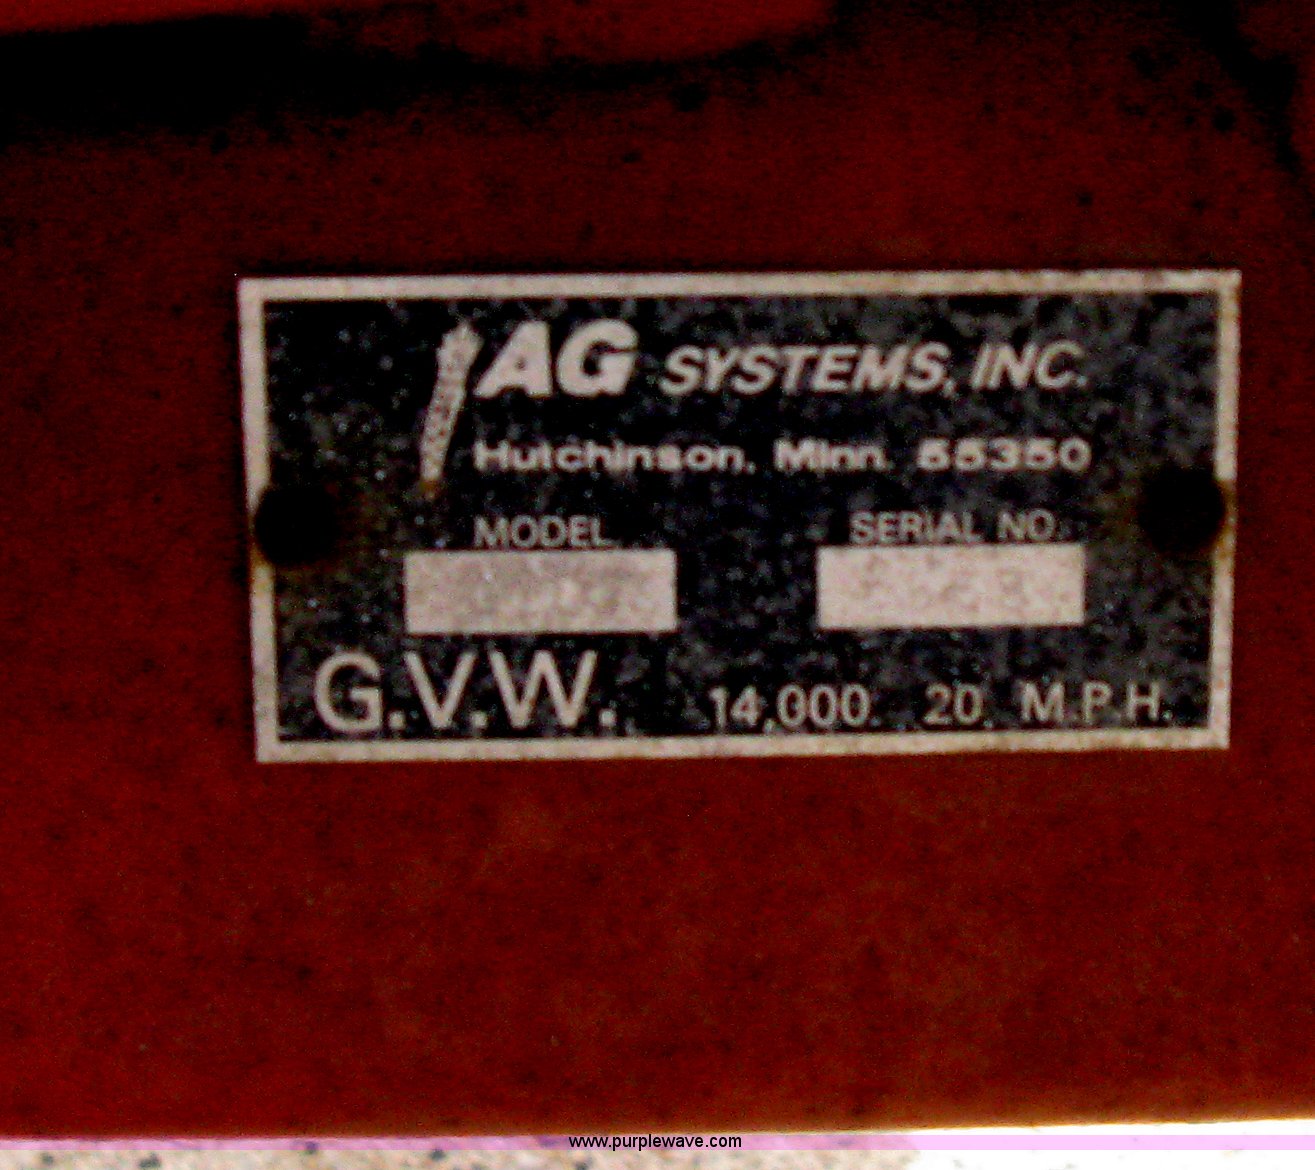 AG SYSTEMS, INC.
Hutchinson, Minn. 55350
MODEL SERIAL NO.
G.V.W. 14,000 20 M.P.H.
www.purplewave.com